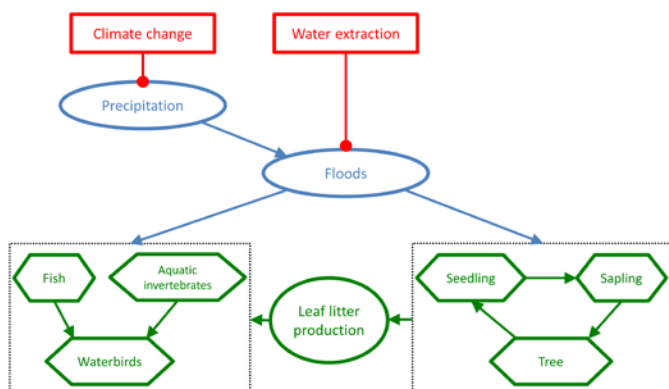 Climate change
Water extraction
Precipitation
Floods
Fish
Aquatic
invertebrates
Waterbirds
Leaf litter
production
Seedling
Sapling
Tree